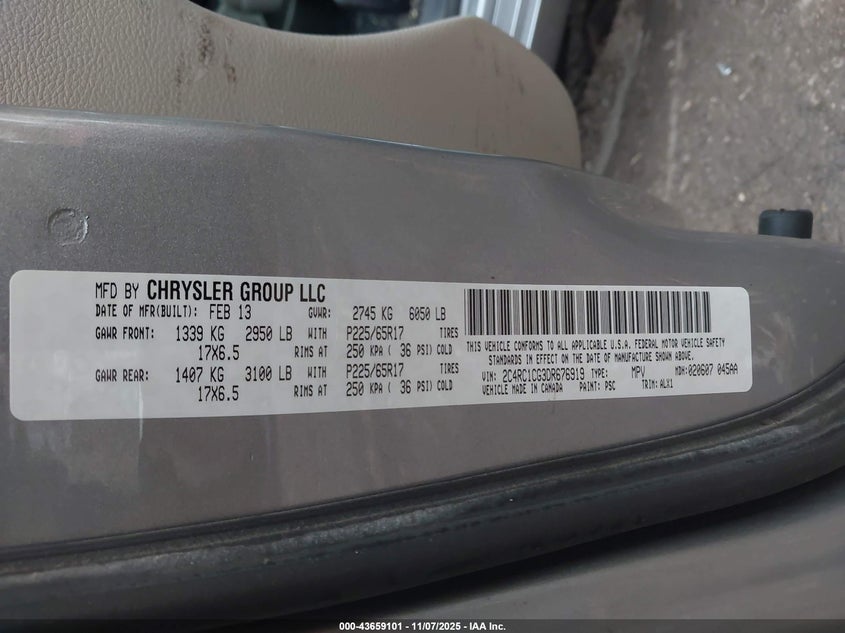 MFD BY CHRYSLER GROUP LLC
DATE OF MFR(BUILT): FEB 13 GVWR: 2745 KG 6050 LB
GAWR FRONT: 1339 KG 2950 LB WITH P225/65R17 TIRES
17X6.5 RIMS AT 250 KPA ( 36 PSI) COLD
GAWR REAR: 1407 KG 3100 LB WITH P225/65R17 TIRES
17X6.5 RIMS AT 250 KPA ( 36 PSI) COLD
THIS VEHICLE CONFORMS TO ALL APPLICABLE U.S.A. FEDERAL MOTOR VEHICLE SAFETY
STANDARDS IN EFFECT ON THE DATE OF MANUFACTURE SHOWN ABOVE.
VIN: 2C4RC1CG3DR676919 TYPE: MPV MDH:020607 045AA
VEHICLE MADE IN CANADA PAINT: PSC TRIM: ALX1
000-43659101 - 11/07/2025 - IAA Inc.